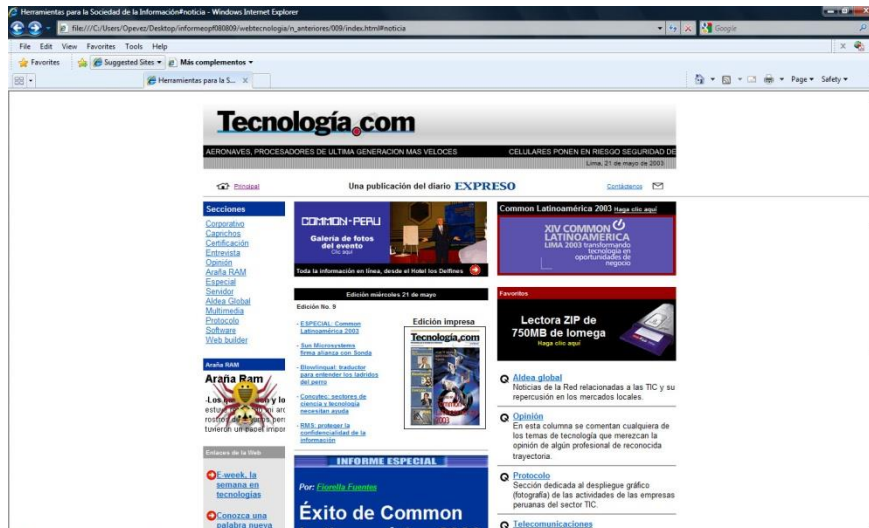 Herramientas para la Sociedad de la Información#noticia - Windows Internet Explorer
file:///C:/Users/Opevez/Desktop/informeopf080809/webtecnologia/n_anteriores/009/index.html#noticia
Google
File Edit View Favorites Tools Help
Favorites Suggested Sites Más complementos
Herramientas para la S... X
Page Safety
Tecnología.com
AERONAVES, PROCESADORES DE ULTIMA GENERACION MAS VELOCES CELULARES PONEN EN RIESGO SEGURIDAD DE
Lima, 21 de mayo de 2003
Principal
Una publicación del diario EXPRESO
Contáctenos
Secciones
Corporativo
Caprichos
Certificación
Entrevista
Opinión
Araña RAM
Especial
Servidor
Aldea Global
Multimedia
Protocolo
Software
Web builder
Araña RAM
Araña Ram
Enlaces de la Web
E-week, la
semana en
tecnologías
Conozca una
palabra nueva
COMMON-PERU
Galería de fotos
del evento
Clic aquí
Toda la información en línea, desde el Hotel los Delfines
Edición miércoles 21 de mayo
Edición No. 9
- ESPECIAL: Common
Latinoamérica 2003
- Sun Microsystems
firma alianza con Sonda
- Blowlingual: traductor
para entender los ladridos
del perro
- Concytec: sectores de
ciencia y tecnología
necesitan ayuda
- RMS: proteger la
confidencialidad de la
información
Edición impresa
Tecnología.com
INFORME ESPECIAL
Por: Fiorella Fuentes
Éxito de Common
Common Latinoamérica 2003 Haga clic aquí
XIV COMMON
LATINOAMERICA
LIMA 2003 transformando
tecnología en
oportunidades de
negocio
Favoritos
Lectora ZIP de
750MB de Iomega
Haga clic aquí
Aldea global
Noticias de la Red relacionadas a las TIC y su
repercusión en los mercados locales.
Opinión
En esta columna se comentan cualquiera de
los temas de tecnología que merezcan la
opinión de algún profesional de reconocida
trayectoria.
Protocolo
Sección dedicada al despliegue gráfico
(fotografía) de las actividades de las empresas
peruanas del sector TIC.
Telecomunicaciones